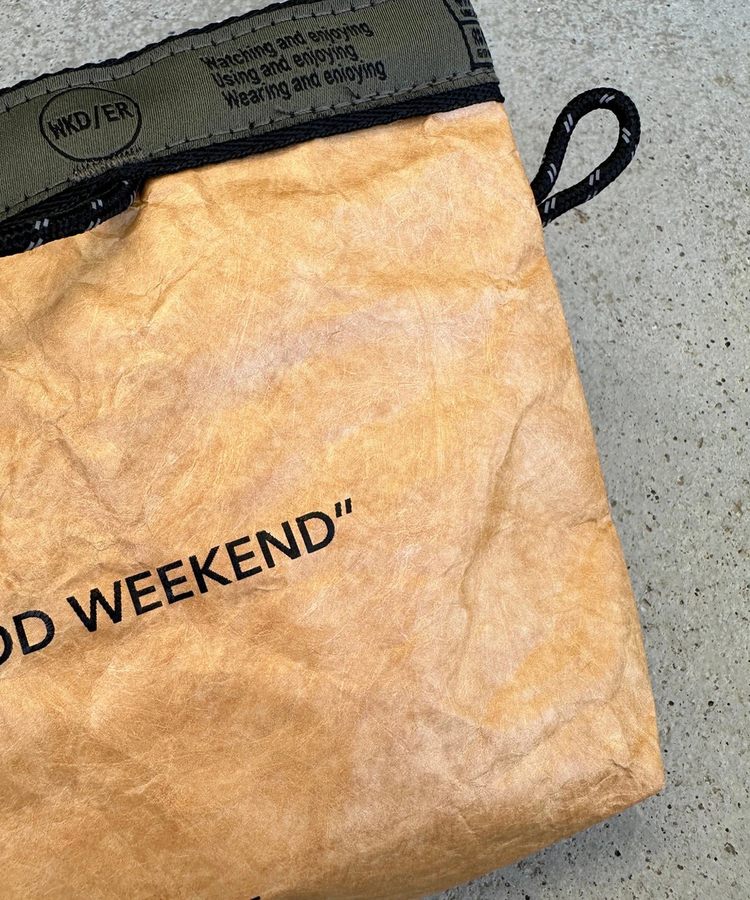 WKD/ER
Watching and enjoying
Using and enjoying
Wearing and enjoying
OD WEEKEND"